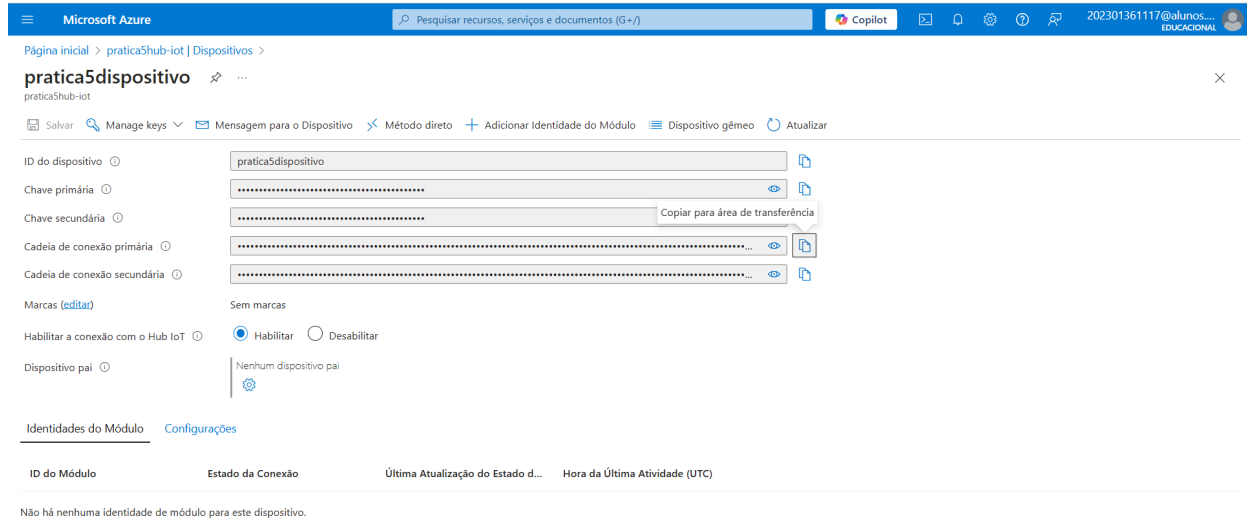 Microsoft Azure
Pesquisar recursos, serviços e documentos (G+/)
Copilot
202301361117@alunos....
EDUCACIONAL
Página inicial > pratica5hub-iot | Dispositivos >
pratica5dispositivo ...
pratica5hub-iot
Salvar Manage keys Mensagem para o Dispositivo Método direto Adicionar Identidade do Módulo Dispositivo gêmeo Atualizar
ID do dispositivo pratica5dispositivo
Chave primária ••••••••••••••••••••••••••••••••••••••••••••
Chave secundária ••••••••••••••••••••••••••••••••••••••••••••
Copiar para área de transferência
Cadeia de conexão primária ••••••••••••••••••••••••••••••••••••••••••••••••••••••••••••••••••••••••••••••••••••••••••••••••••••••••••••••••••••••••...
Cadeia de conexão secundária ••••••••••••••••••••••••••••••••••••••••••••••••••••••••••••••••••••••••••••••••••••••••••••••••••••••••••••••••••••••••...
Marcas (editar) Sem marcas
Habilitar a conexão com o Hub IoT Habilitar Desabilitar
Dispositivo pai Nenhum dispositivo pai
Identidades do Módulo Configurações
ID do Módulo Estado da Conexão Última Atualização do Estado d... Hora da Última Atividade (UTC)
Não há nenhuma identidade de módulo para este dispositivo.